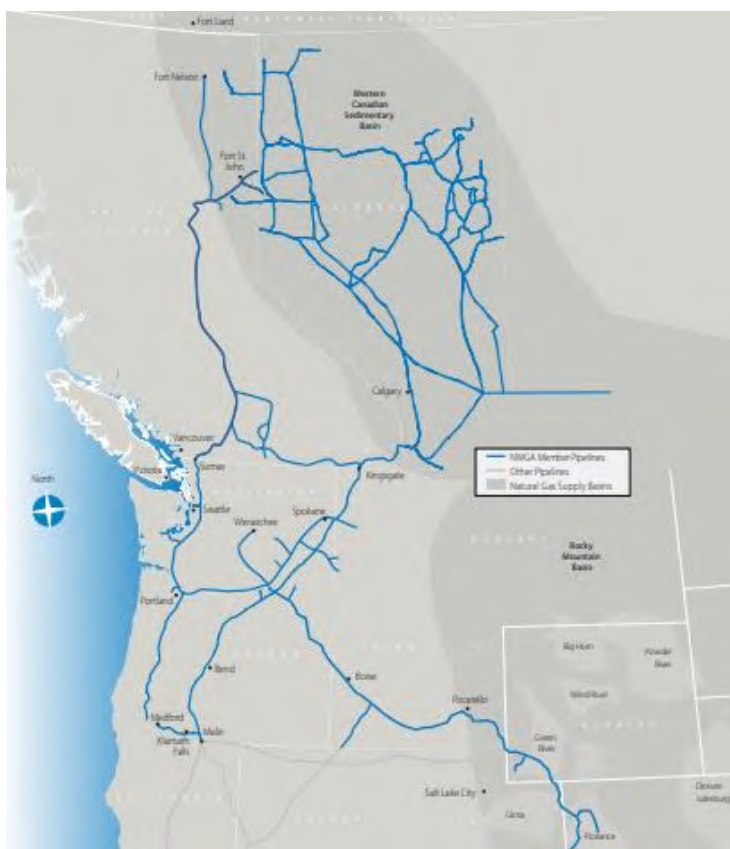 Fort Liard
Fort Nelson
Western
Canadian
Sedimentary
Basin
Fort St.
John
ALBERTA
Calgary
Vancouver
Victoria
Sumas
Kingsgate
NWGA Member Pipelines
Other Pipelines
Natural Gas Supply Basins
North
Seattle
Wenatchee
Spokane
Rocky
Mountain
Basin
Portland
Bend
Boise
Pocatello
Big Horn
Powder
River
Wind River
Green
River
Medford
Klamath
Falls
Malin
Salt Lake City
Uinta
Denver
Julesburg